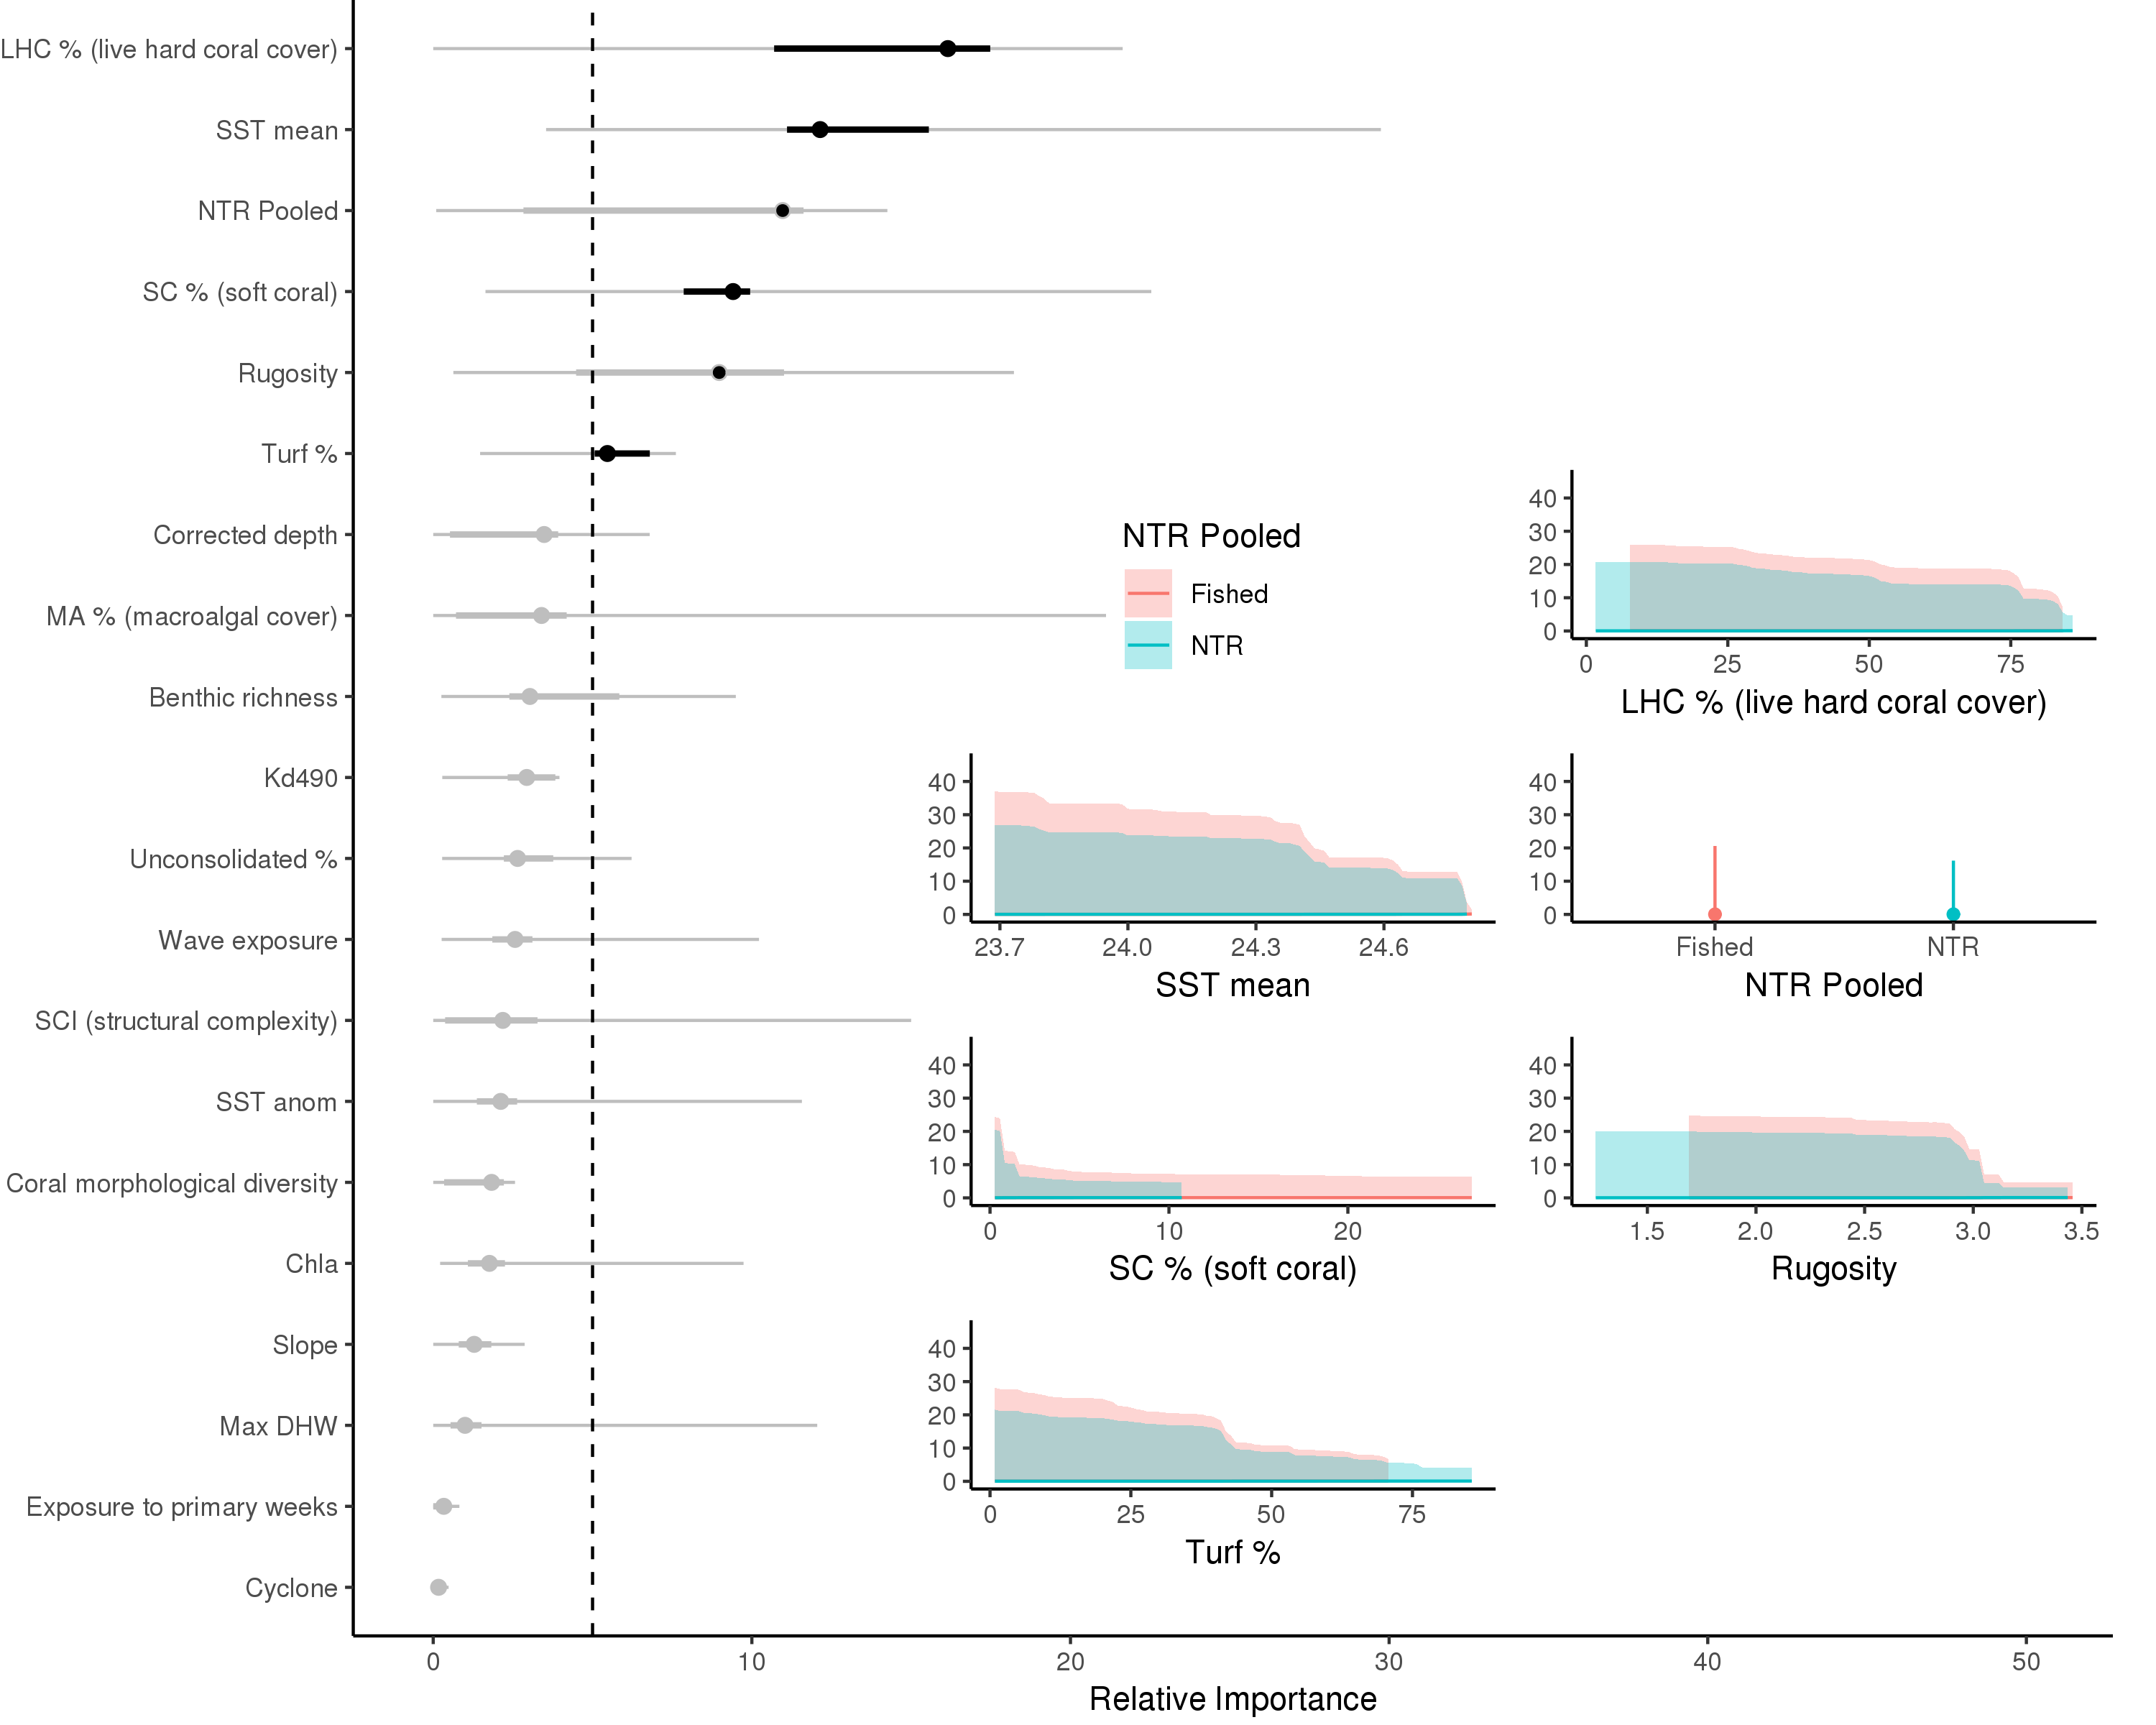 LHC % (live hard coral cover)
SST mean
NTR Pooled
SC % (soft coral)
Rugosity
Turf %
Corrected depth
MA % (macroalgal cover)
Benthic richness
Kd490
Unconsolidated %
Wave exposure
SCI (structural complexity)
SST anom
Coral morphological diversity
Chla
Slope
Max DHW
Exposure to primary weeks
Cyclone
0 10 20 30 40 50
Relative Importance
NTR Pooled
Fished
NTR
40
30
20
10
0
0 25 50 75
LHC % (live hard coral cover)
40
30
20
10
0
23.7 24.0 24.3 24.6
SST mean
40
30
20
10
0
Fished NTR
NTR Pooled
40
30
20
10
0
0 10 20
SC % (soft coral)
40
30
20
10
0
1.5 2.0 2.5 3.0 3.5
Rugosity
40
30
20
10
0
0 25 50 75
Turf %